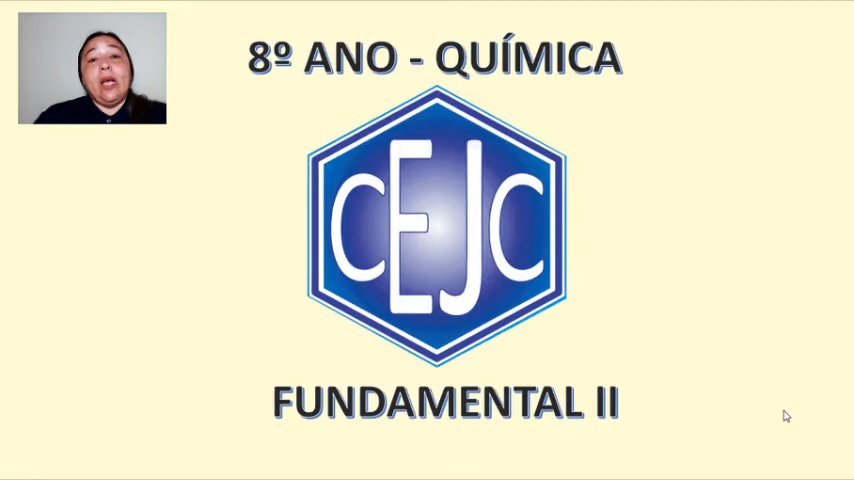 8º ANO - QUÍMICA
CEJC
FUNDAMENTAL II